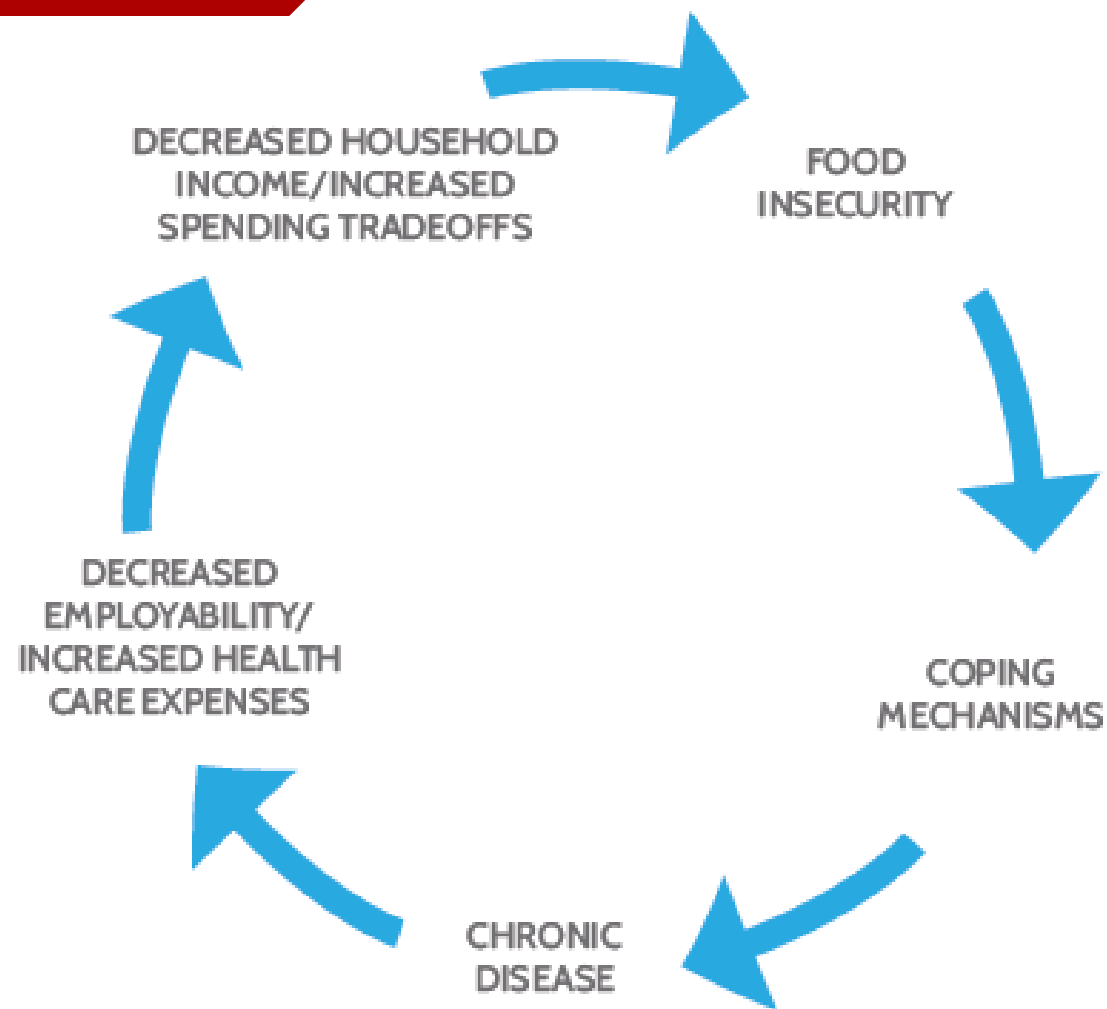 DECREASED HOUSEHOLD
INCOME/INCREASED
SPENDING TRADEOFFS
FOOD
INSECURITY
COPING
MECHANISMS
CHRONIC
DISEASE
DECREASED
EMPLOYABILITY/
INCREASED HEALTH
CARE EXPENSES